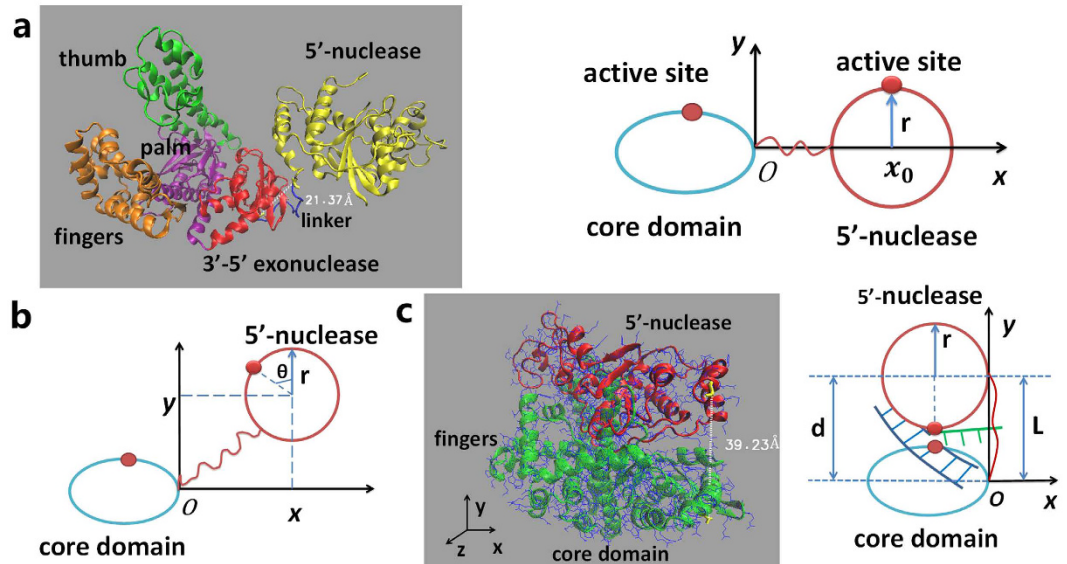 a
thumb
5’-nuclease
palm
21.37Å
linker
fingers
3’-5’ exonuclease
y
active site
active site
r
O
x₀
x
core domain
5’-nuclease
b
5’-nuclease
θ
r
y
O
x
core domain
c
5’-nuclease
fingers
39.23Å
y
x
z
core domain
5’-nuclease
y
r
d
L
o
x
core domain